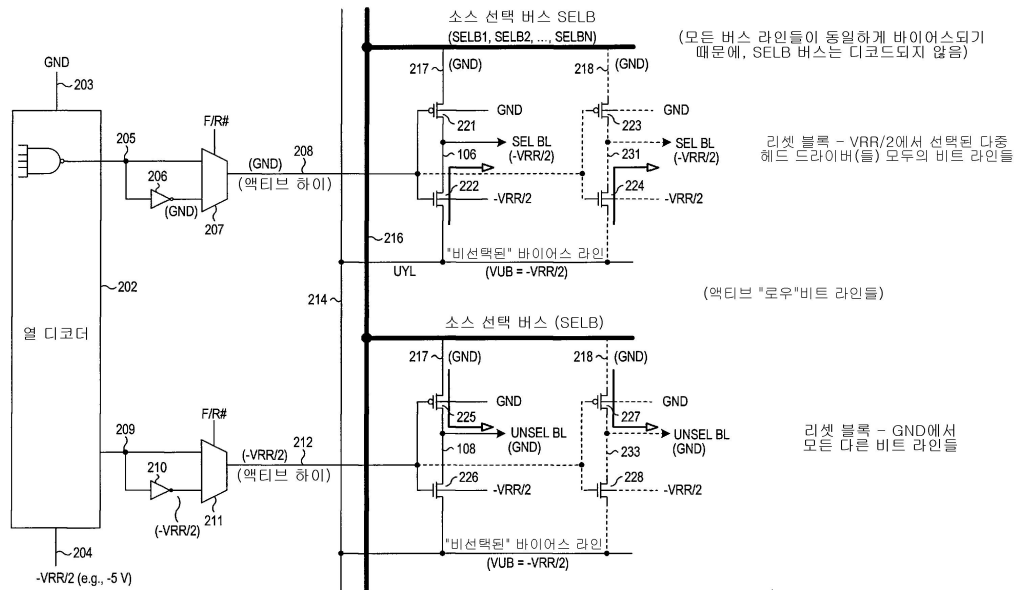 소스 선택 버스 SELB
(SELB1, SELB2, ..., SELBN)
(모든 버스 라인들이 동일하게 바이어스되기
때문에, SELB 버스는 디코드되지 않음)
GND
203
217
(GND)
218
(GND)
205
F/R#
GND
GND
221
223
(GND)
208
SEL BL
(-VRR/2)
SEL BL
(-VRR/2)
리셋 블록 - VRR/2에서 선택된 다중
헤드 드라이버(들) 모두의 비트 라인들
106
231
(액티브 하이)
206
(GND)
207
222
-VRR/2
224
-VRR/2
216
"비선택된" 바이어스 라인
(VUB = -VRR/2)
UYL
202
214
(액티브 "로우"비트 라인들)
열 디코더
소스 선택 버스 (SELB)
217
(GND)
218
(GND)
F/R#
GND
GND
225
227
209
(-VRR/2)
212
UNSEL BL
(GND)
UNSEL BL
(GND)
리셋 블록 - GND에서
모든 다른 비트 라인들
108
233
(액티브 하이)
210
(-VRR/2)
211
226
-VRR/2
228
-VRR/2
204
"비선택된" 바이어스 라인
(VUB = -VRR/2)
-VRR/2 (e.g., -5 V)